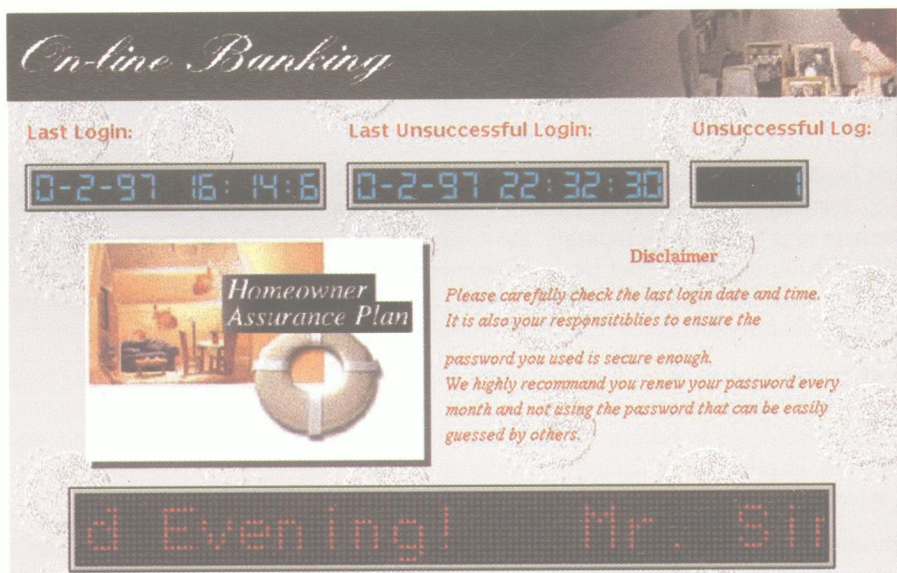 On-line Banking
Last Login: Last Unsuccessful Login: Unsuccessful Log:
0-2-97 16:14:6 0-2-97 22:32:30 1
Homeowner
Assurance Plan
Disclaimer
Please carefully check the last login date and time.
It is also your responsitiblies to ensure the
password you used is secure enough.
We highly recommand you renew your password every
month and not using the password that can be easily
guessed by others.
d Evening! Mr. Sin